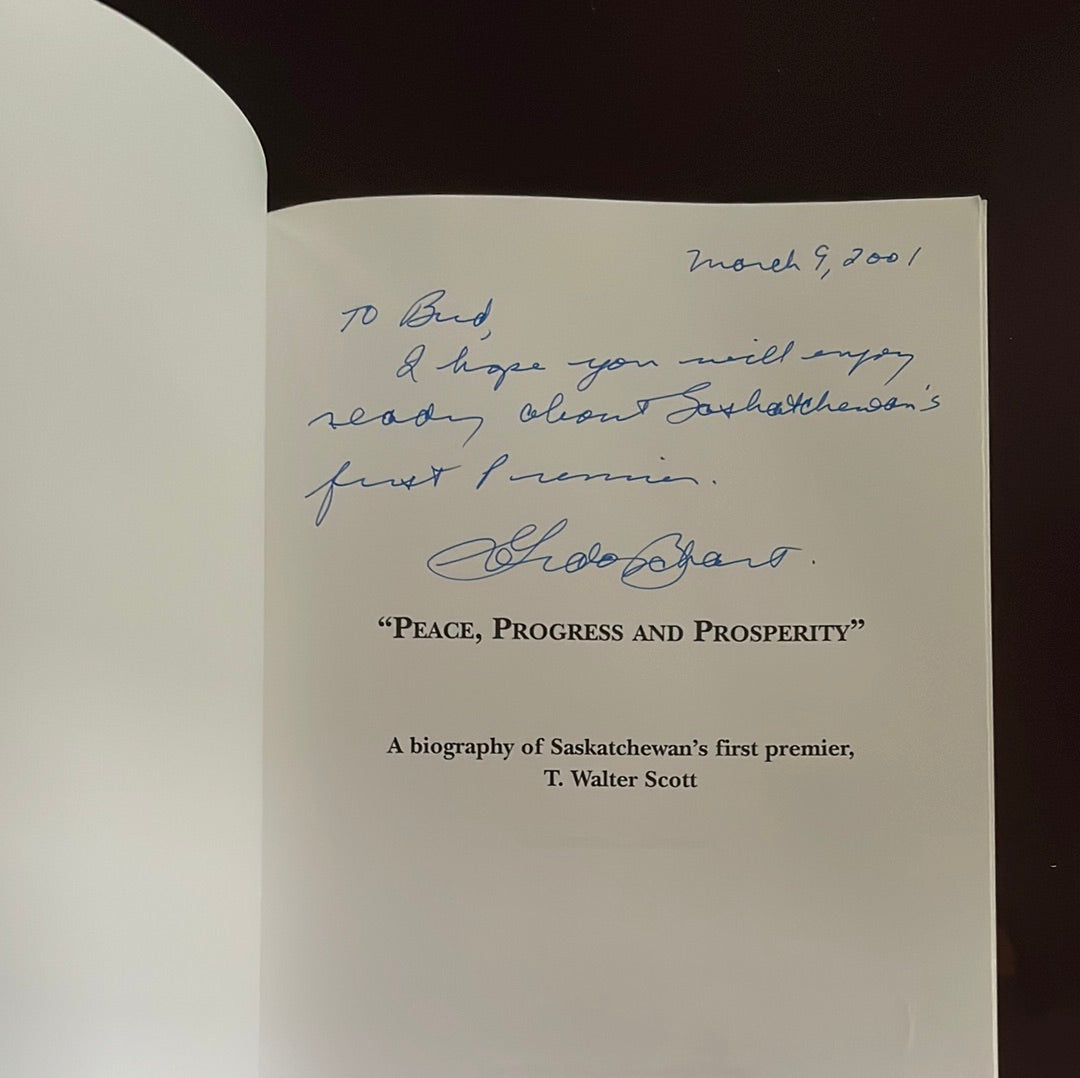 March 9, 2001
To Bud,
I hope you will enjoy
reading about Saskatchewan's
first Premier.
“PEACE, PROGRESS AND PROSPERITY”
A biography of Saskatchewan’s first premier,
T. Walter Scott